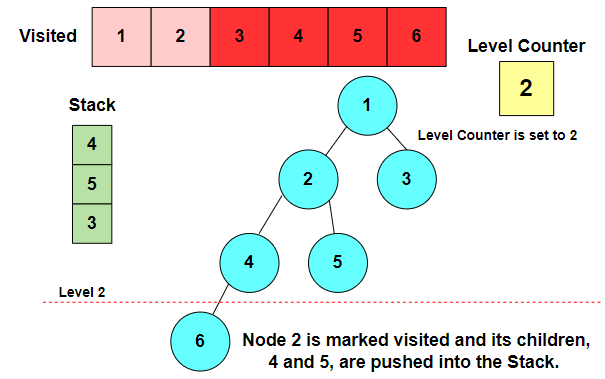 Visited 1 2 3 4 5 6
Level Counter
2
Level Counter is set to 2
Stack
4
5
3
1
2 3
4 5
Level 2
6
Node 2 is marked visited and its children,
4 and 5, are pushed into the Stack.